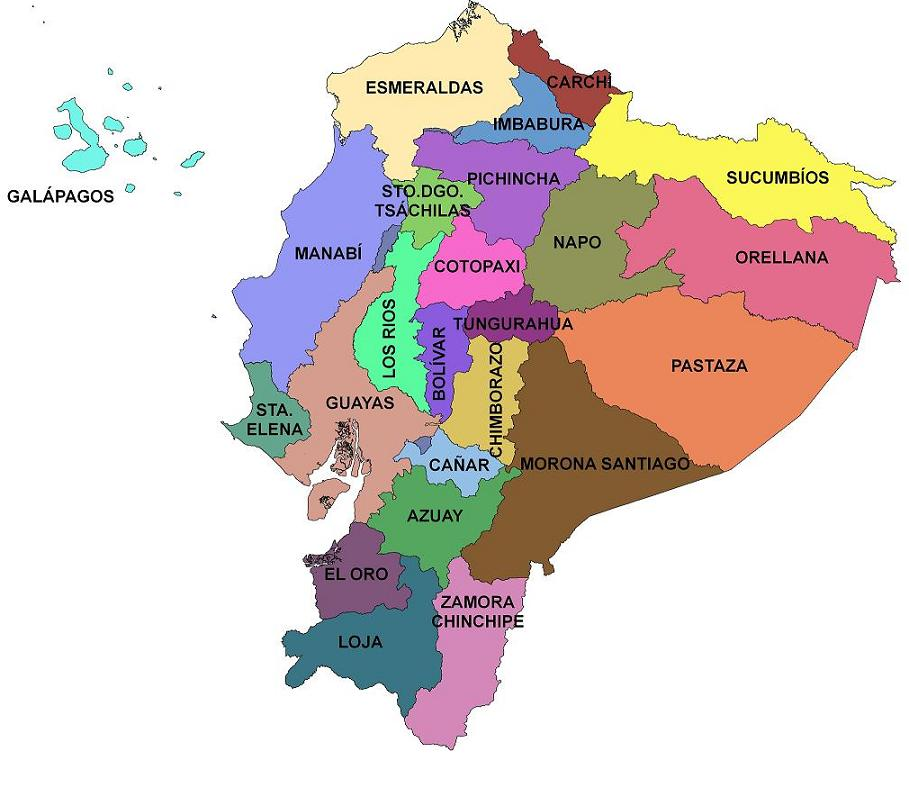 CARCHI
ESMERALDAS
IMBABURA
PICHINCHA
SUCUMBÍOS
GALÁPAGOS
STO.DGO.
TSÁCHILAS
NAPO
MANABÍ
COTOPAXI
ORELLANA
TUNGURAHUA
LOS RIOS
BOLÍVAR
CHIMBORAZO
PASTAZA
GUAYAS
STA.
ELENA
CAÑAR
MORONA SANTIAGO
AZUAY
EL ORO
ZAMORA
CHINCHIPE
LOJA